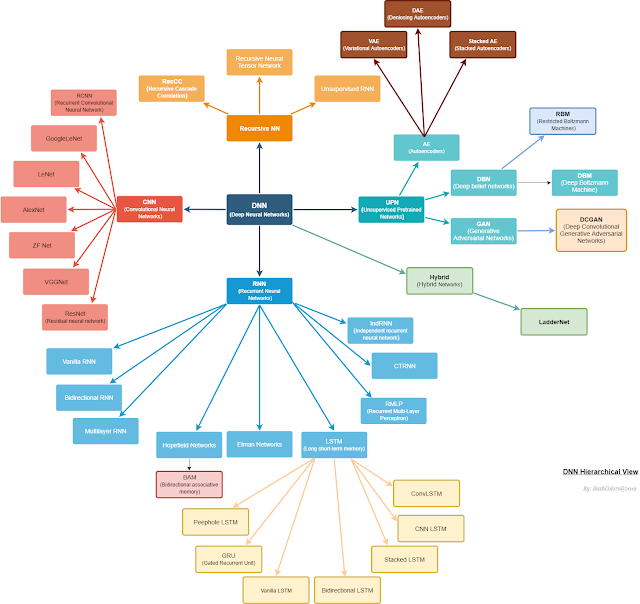 DAE
(Denoising Autoencoders)
VAE
(Variational Autoencoders)
Stacked AE
(Stacked Autoencoders)
Recursive Neural
Tensor Network
RecCC
(Recursive Cascade
Correlation)
Unsupervised RNN
Recursive NN
RCNN
(Recurrent Convolutional
Neural Network)
GoogleLeNet
LeNet
AlexNet
ZF Net
VGGNet
ResNet
(Residual neural network)
CNN
(Convolutional Neural
Networks)
DNN
(Deep Neural Networks)
UPN
(Unsupervised Pretrained
Networks)
AE
(Autoencoders)
DBN
(Deep belief networks)
GAN
(Generative
Adversarial Networks)
RBM
(Restricted Boltzmann
Machines)
DBM
(Deep Boltzmann
Machine)
DCGAN
(Deep Convolutional
Generative Adversarial
Networks)
Hybrid
(Hybrid Networks)
LadderNet
RNN
(Recurrent Neural
Networks)
Vanilla RNN
Bidirectional RNN
Multilayer RNN
Hopefield Networks
Elman Networks
LSTM
(Long short-term memory)
IndRNN
(Independent recurrent
neural network)
CTRNN
RMLP
(Recurrent Multi-Layer
Perceptron)
BAM
(Bidirectional associative
memory)
Peephole LSTM
GRU
(Gated Recurrent Unit)
Vanilla LSTM
Bidirectional LSTM
Stacked LSTM
CNN LSTM
ConvLSTM
DNN Hierarchical View